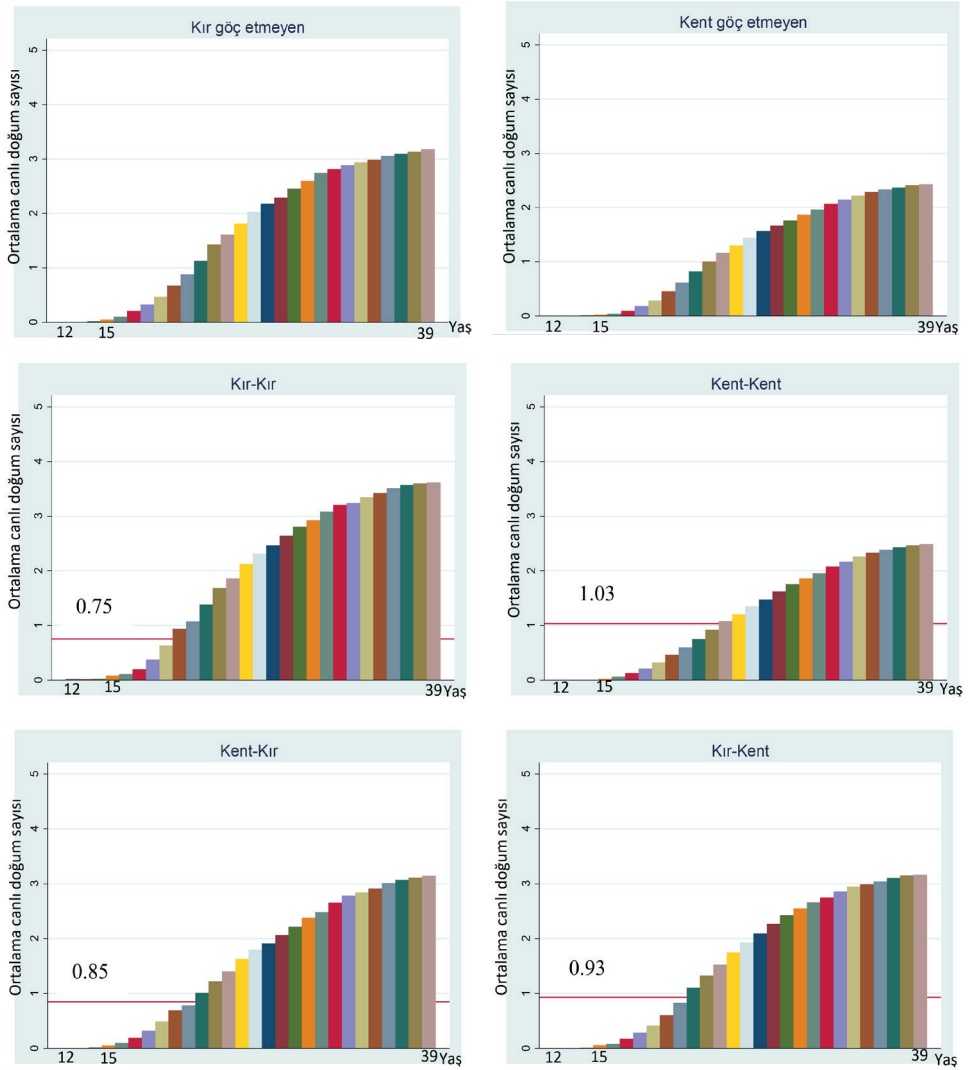 Kır göç etmeyen
Ortalama canlı doğum sayısı
5
4
3
2
1
0
12
15
39
Yaş
Kent göç etmeyen
Ortalama canlı doğum sayısı
5
4
3
2
1
0
12
15
39Yaş
Kır-Kır
Ortalama canlı doğum sayısı
5
4
3
2
1
0
0.75
12
15
39Yaş
Kent-Kent
Ortalama canlı doğum sayısı
5
4
3
2
1
0
1.03
12
15
39 Yaş
Kent-Kır
Ortalama canlı doğum sayısı
5
4
3
2
1
0
0.85
12
15
39 Yaş
Kır-Kent
Ortalama canlı doğum sayısı
5
4
3
2
1
0
0.93
12
15
39 Yaş